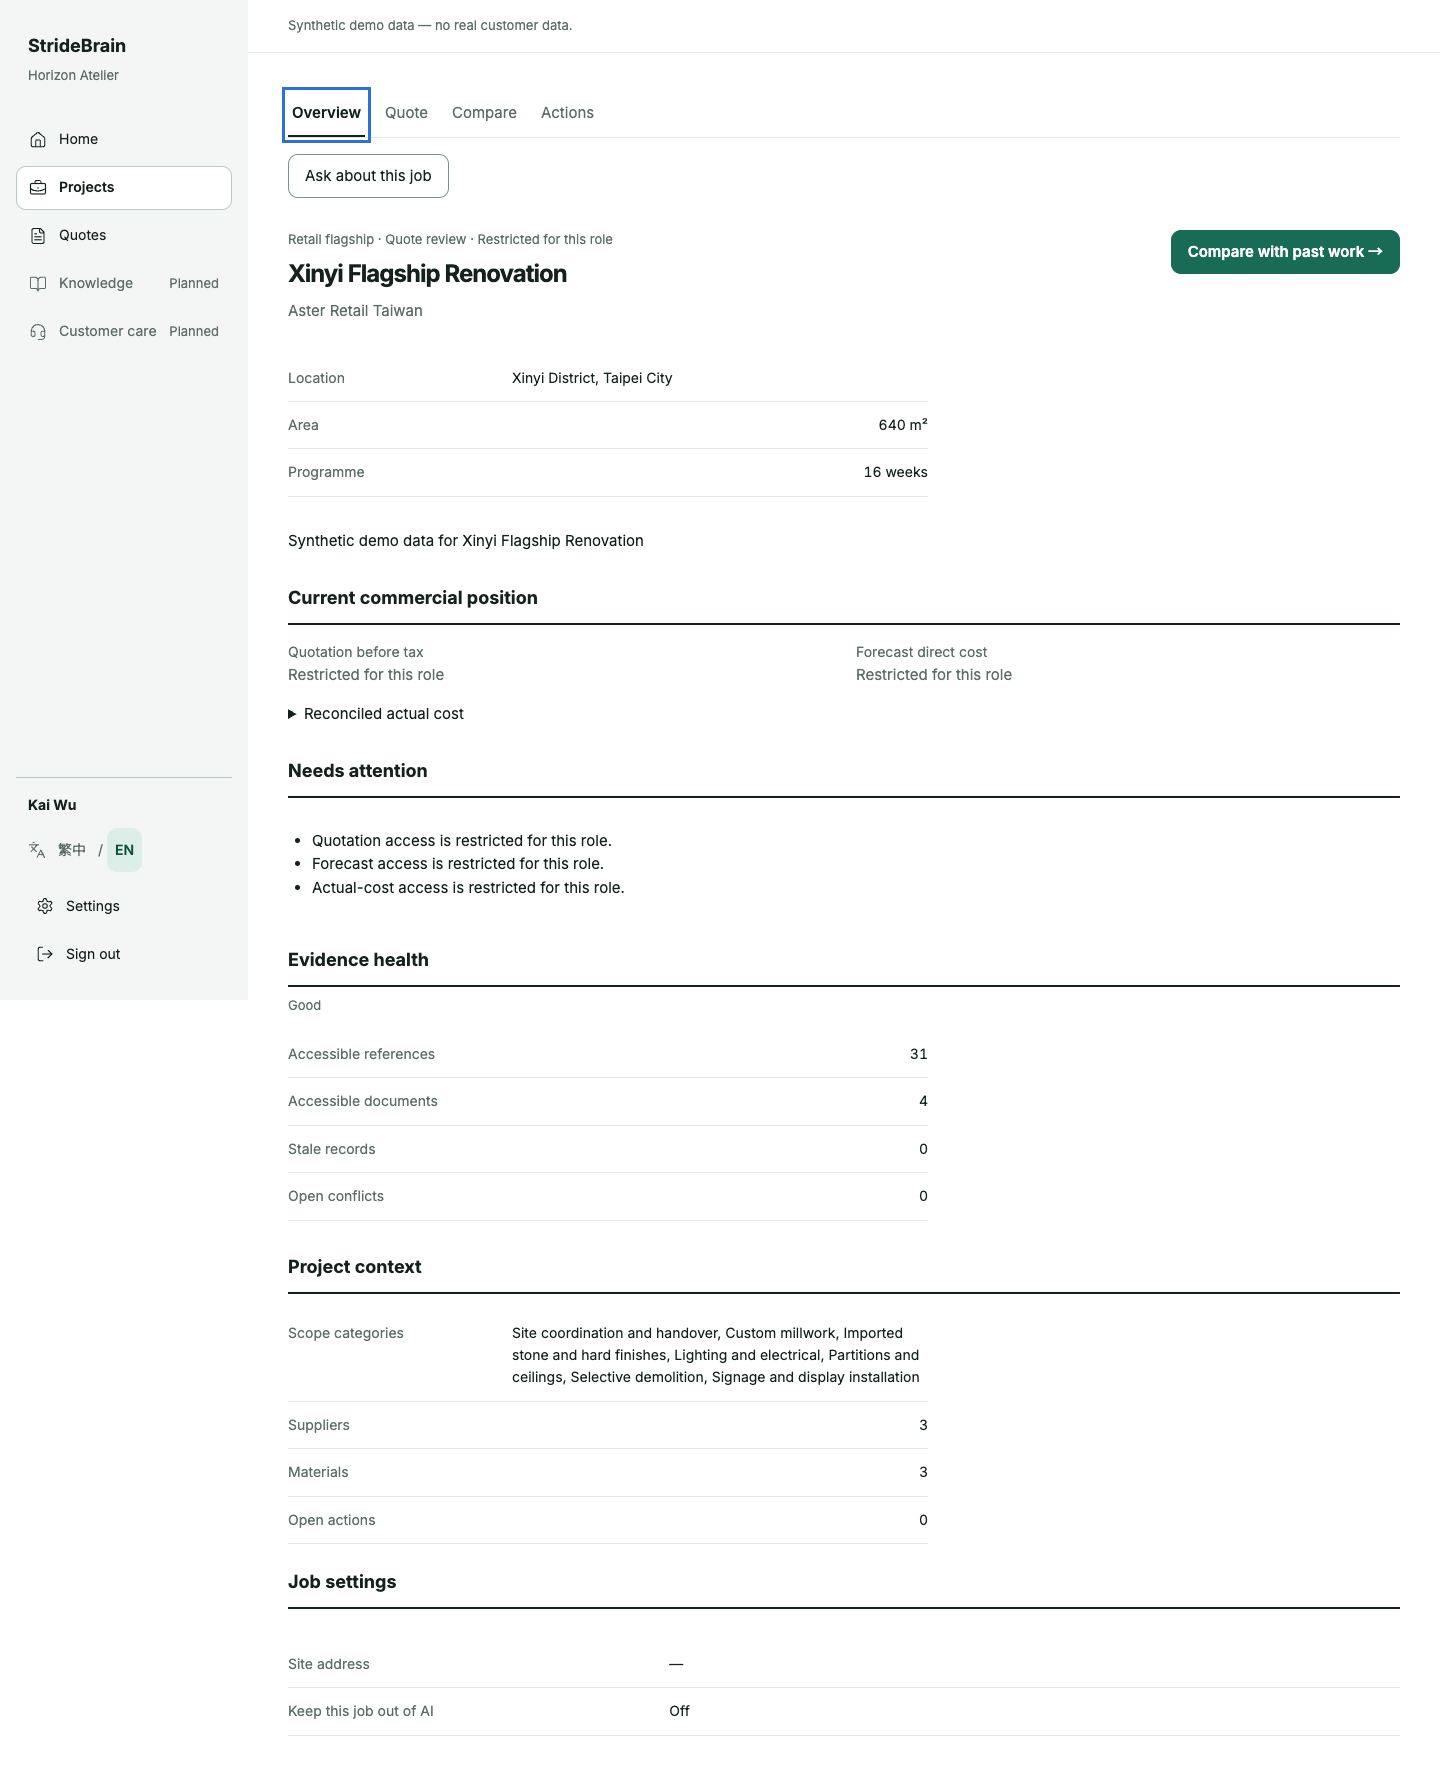 StrideBrain
Horizon Atelier
Home
Projects
Quotes
Knowledge Planned
Customer care Planned
Kai Wu
繁中 / EN
Settings
Sign out
Synthetic demo data — no real customer data.
Overview Quote Compare Actions
Ask about this job
Retail flagship · Quote review · Restricted for this role
Xinyi Flagship Renovation
Aster Retail Taiwan
Compare with past work →
Location Xinyi District, Taipei City
Area 640 m²
Programme 16 weeks
Synthetic demo data for Xinyi Flagship Renovation
Current commercial position
Quotation before tax
Restricted for this role
Forecast direct cost
Restricted for this role
▶ Reconciled actual cost
Needs attention
• Quotation access is restricted for this role.
• Forecast access is restricted for this role.
• Actual-cost access is restricted for this role.
Evidence health
Good
Accessible references 31
Accessible documents 4
Stale records 0
Open conflicts 0
Project context
Scope categories Site coordination and handover, Custom millwork, Imported
stone and hard finishes, Lighting and electrical, Partitions and
ceilings, Selective demolition, Signage and display installation
Suppliers 3
Materials 3
Open actions 0
Job settings
Site address —
Keep this job out of AI Off